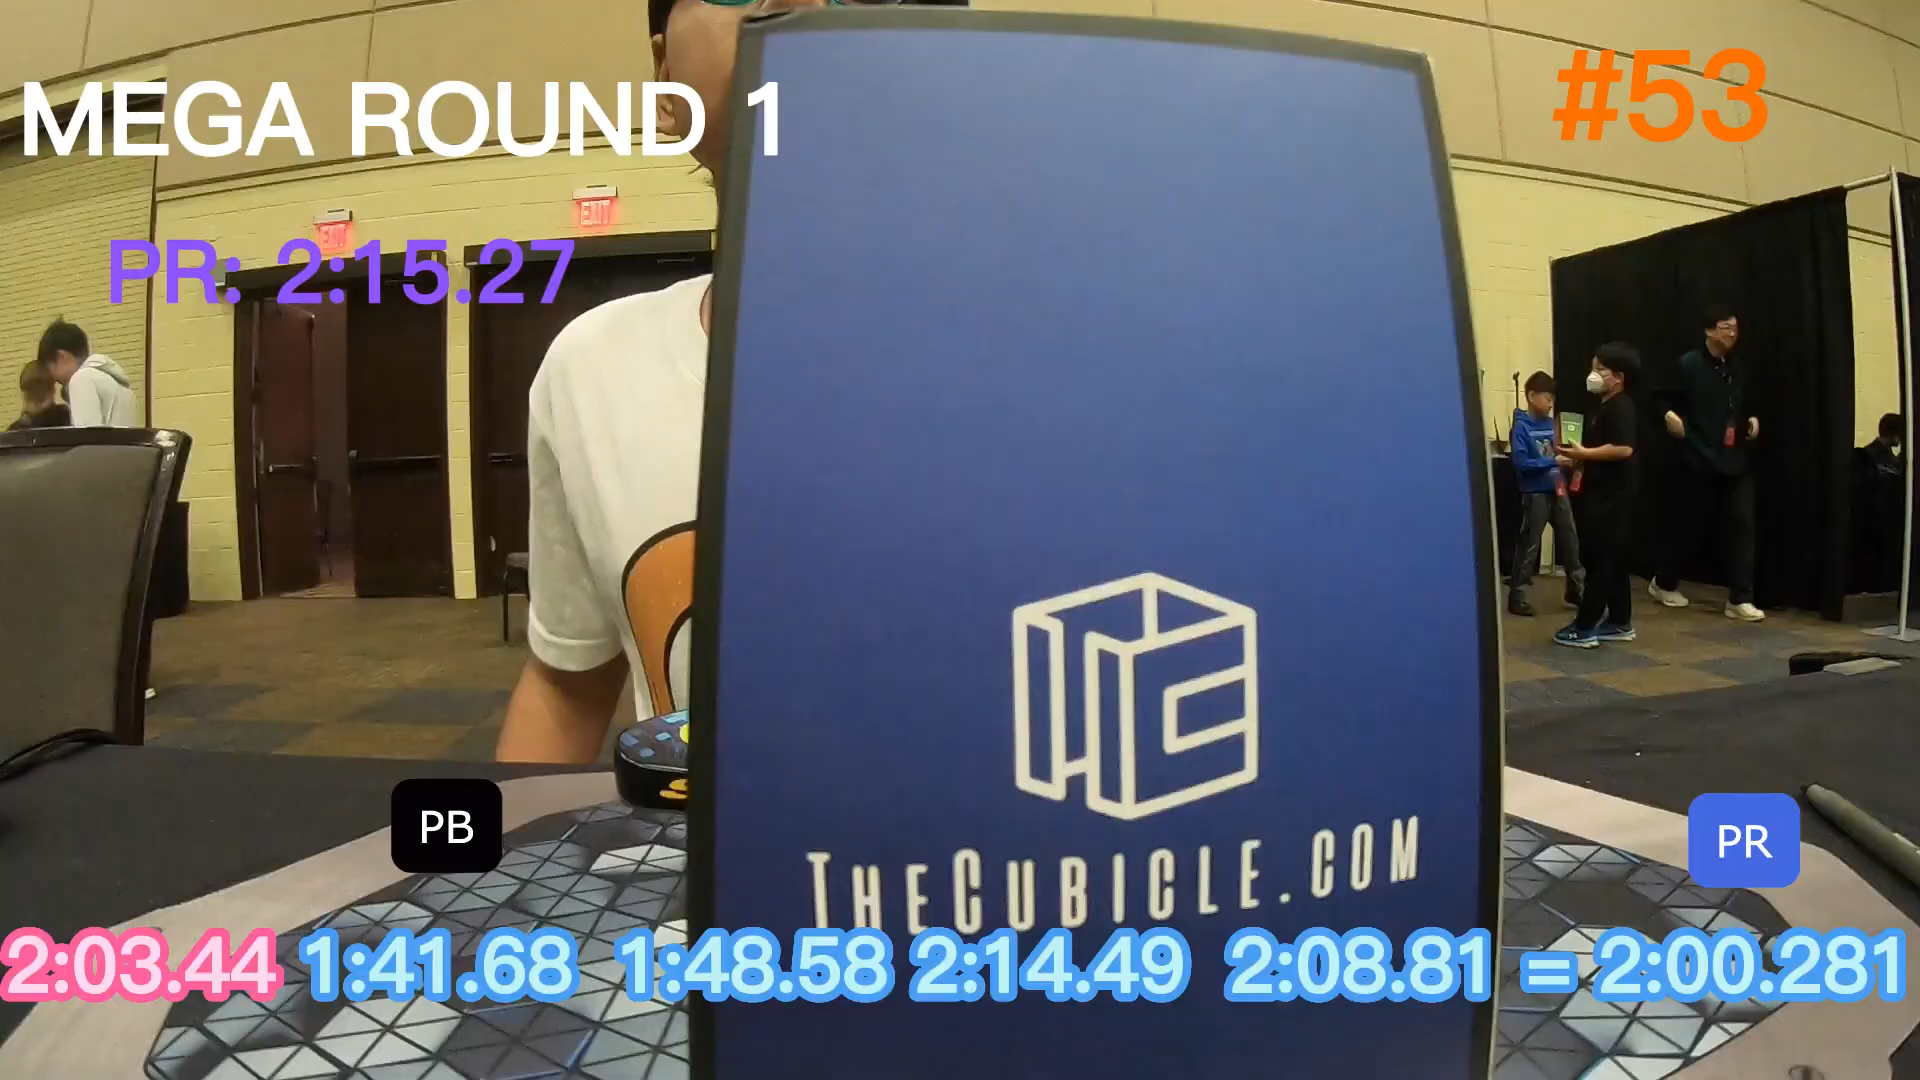 MEGA ROUND 1
#53
EXIT
EXIT
PR: 2:15.27
PB
PR
THECUBICLE.COM
2:03.44 1:41.68 1:48.58 2:14.49 2:08.81 = 2:00.281